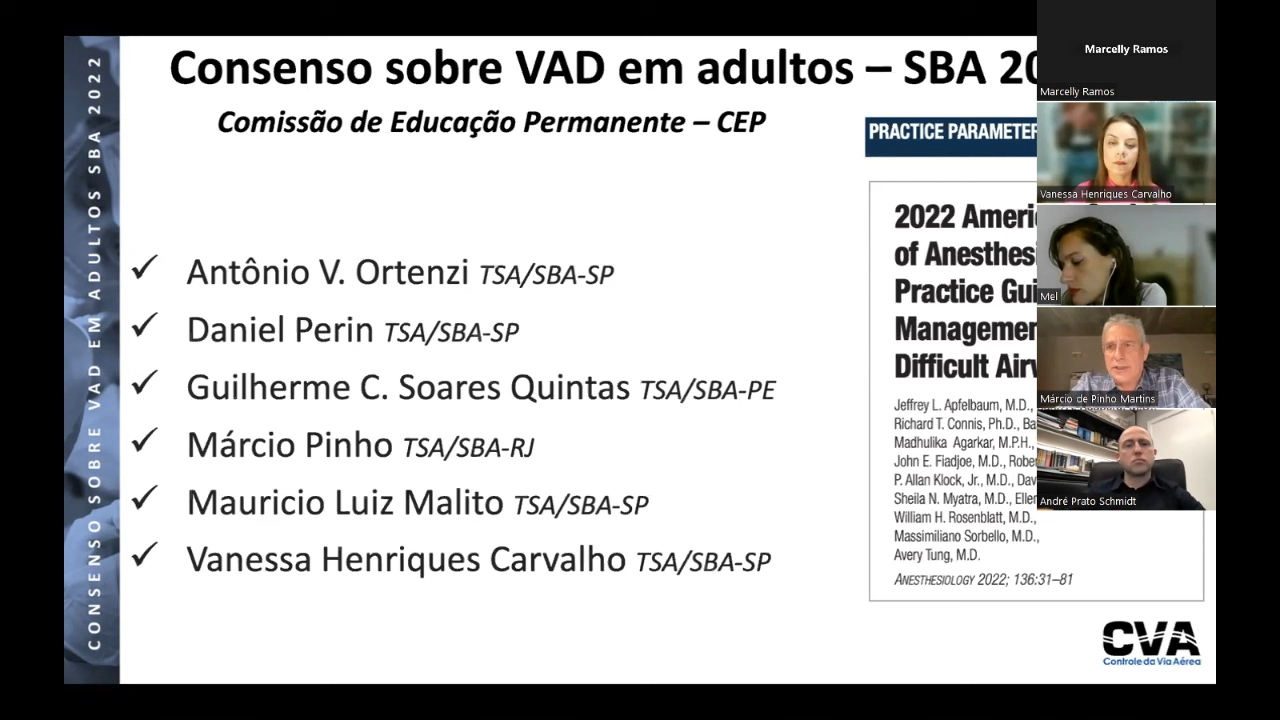 CONSENSO SOBRE VAD EM ADULTOS SBA 2022
Consenso sobre VAD em adultos – SBA 20
Comissão de Educação Permanente – CEP
✓ Antônio V. Ortenzi TSA/SBA-SP
✓ Daniel Perin TSA/SBA-SP
✓ Guilherme C. Soares Quintas TSA/SBA-PE
✓ Márcio Pinho TSA/SBA-RJ
✓ Mauricio Luiz Malito TSA/SBA-SP
✓ Vanessa Henriques Carvalho TSA/SBA-SP
PRACTICE PARAMETER
2022 Ameri
of Anesthes
Practice Gui
Managemen
Difficult Airw
Jeffrey L. Apfelbaum, M.D.,
Richard T. Connis, Ph.D., Ba
Madhulika Agarkar, M.P.H.,
John E. Fiadjoe, M.D., Rober
P. Allan Klock, Jr., M.D., Dav
Sheila N. Myatra, M.D., Ellen
William H. Rosenblatt, M.D.,
Massimiliano Sorbello, M.D.,
Avery Tung, M.D.
ANESTHESIOLOGY 2022; 136:31–81
CVA
Controle da Via Aérea
Marcelly Ramos
Marcelly Ramos
Vanessa Henriques Carvalho
Mel
Márcio de Pinho Martins
André Prato Schmidt